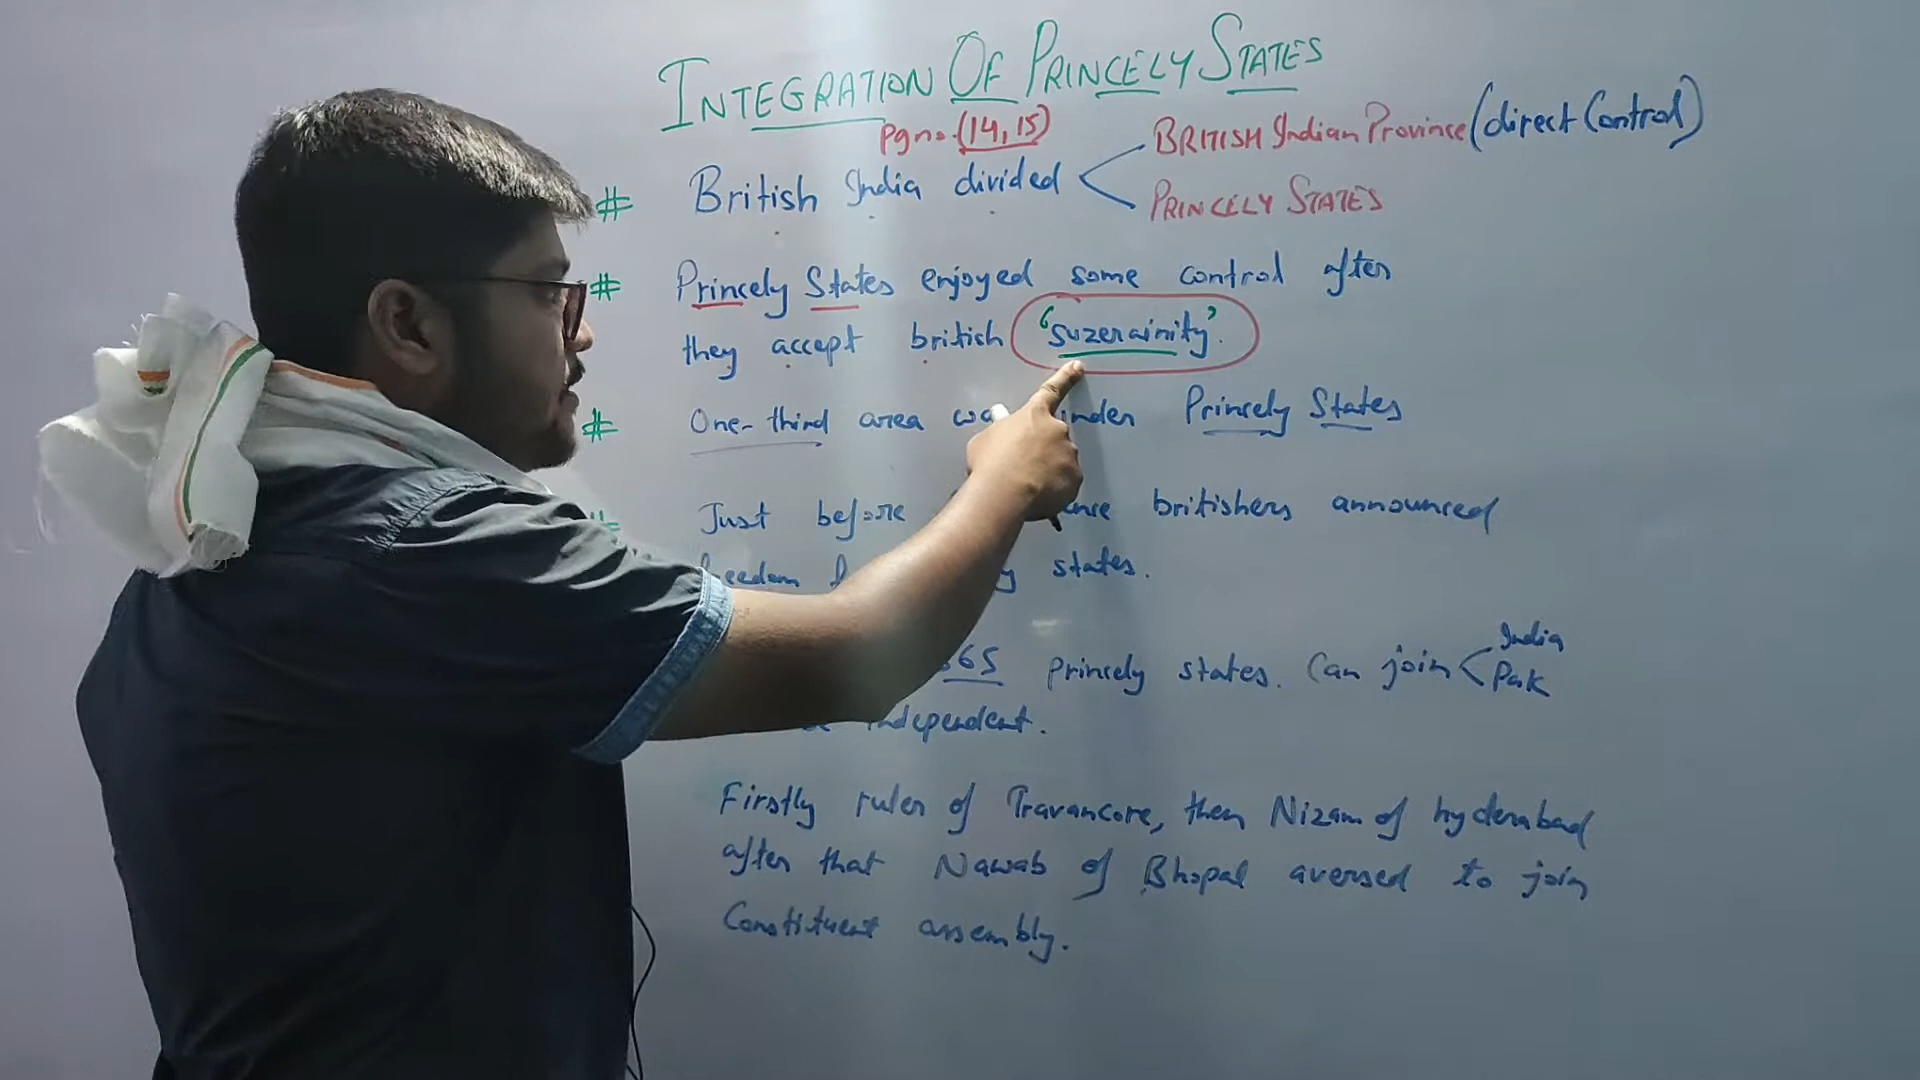 INTEGRATION OF PRINCELY STATES
pg no. (14, 15)
BRITISH Indian Province (direct Control)
# British India divided
PRINCELY STATES
# Princely States enjoyed some control after
they accept british 'suzerainity'.
# One-third area under Princely States
Just before britishers announced
states.
565 princely states. Can join India
Pak
independent.
Firstly ruler of Travancore, then Nizam of hyderabad
after that Nawab of Bhopal aversed to join
Constituent assembly.